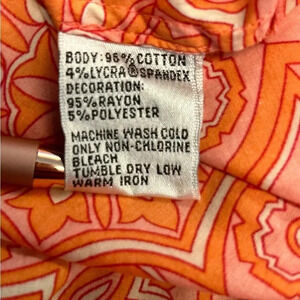 BODY: 96% COTTON
4% LYCRA® SPANDEX
DECORATION:
95% RAYON
5% POLYESTER
MACHINE WASH COLD
ONLY NON-CHLORINE
BLEACH
TUMBLE DRY LOW
WARM IRON